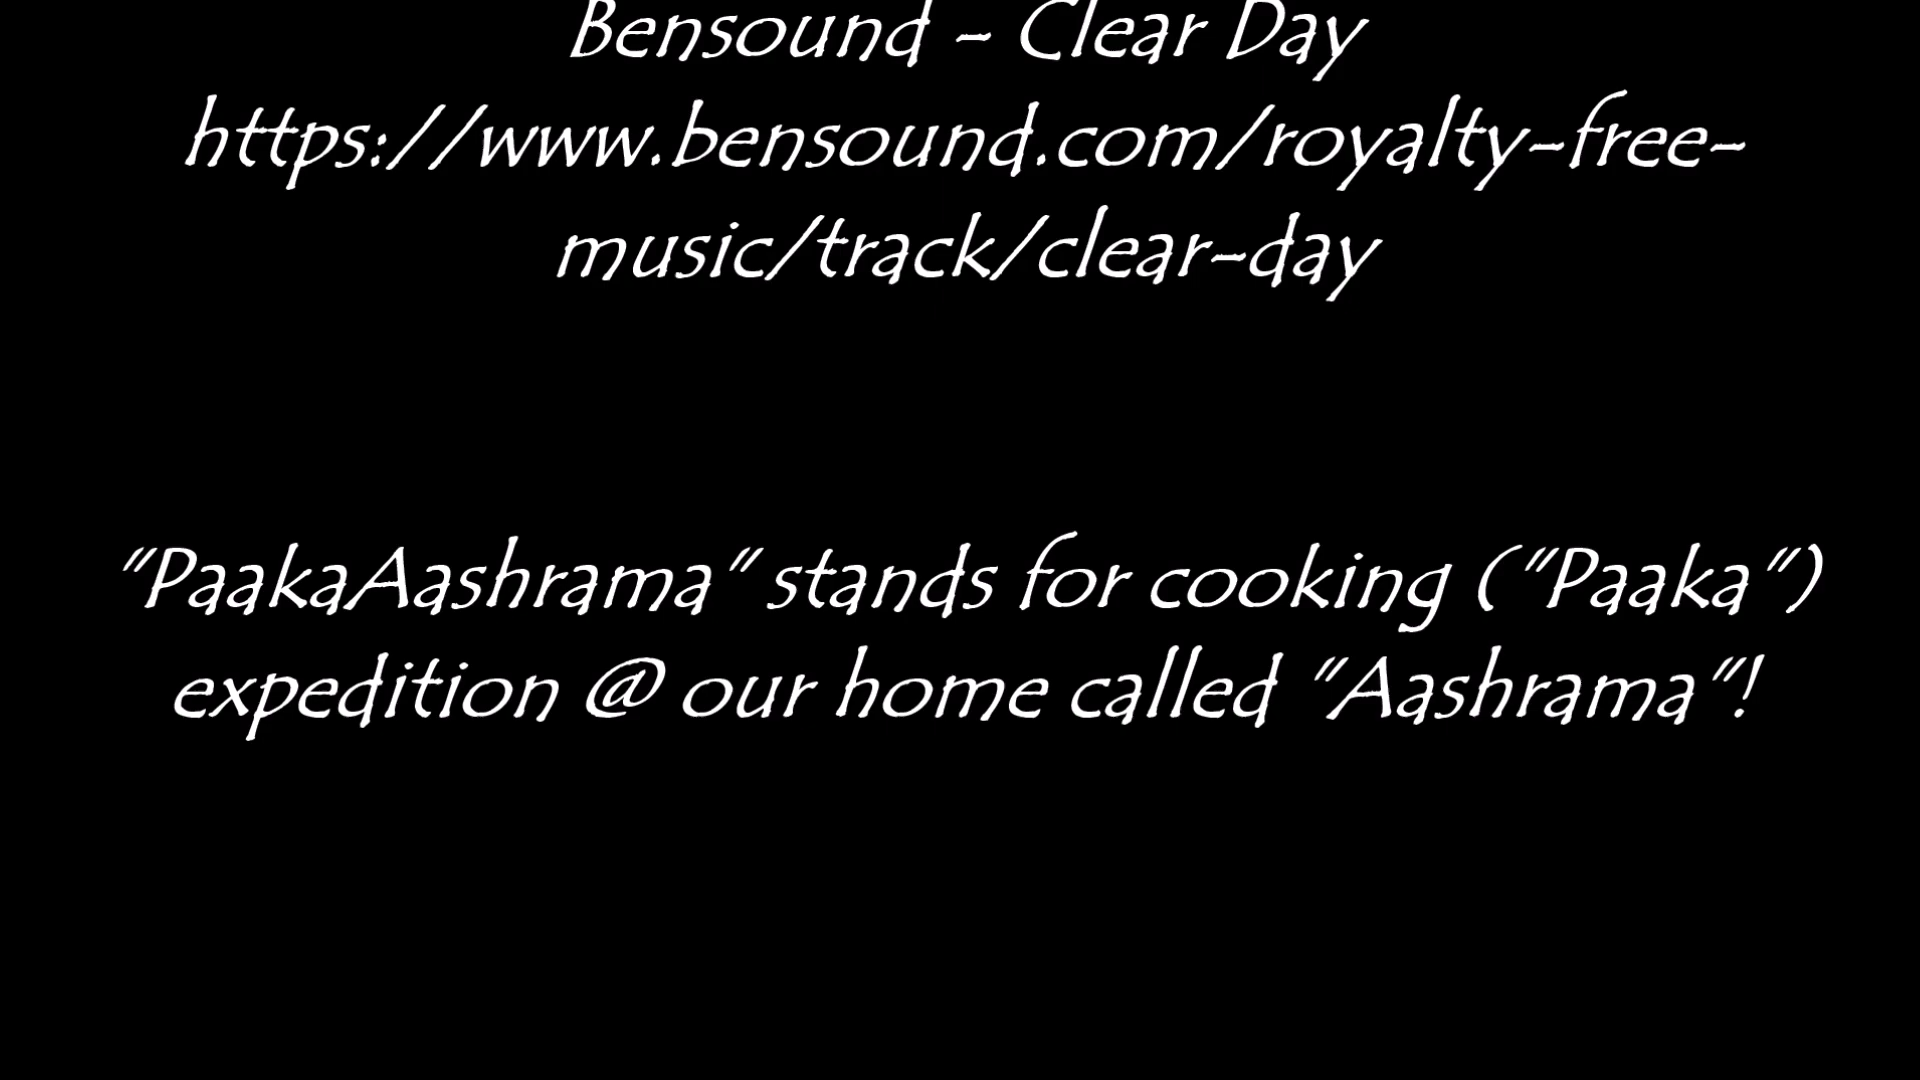 Bensound - Clear Day
https://www.bensound.com/royalty-free-
music/track/clear-day
"PaakaAashrama" stands for cooking ("Paaka")
expedition @ our home called "Aashrama"!